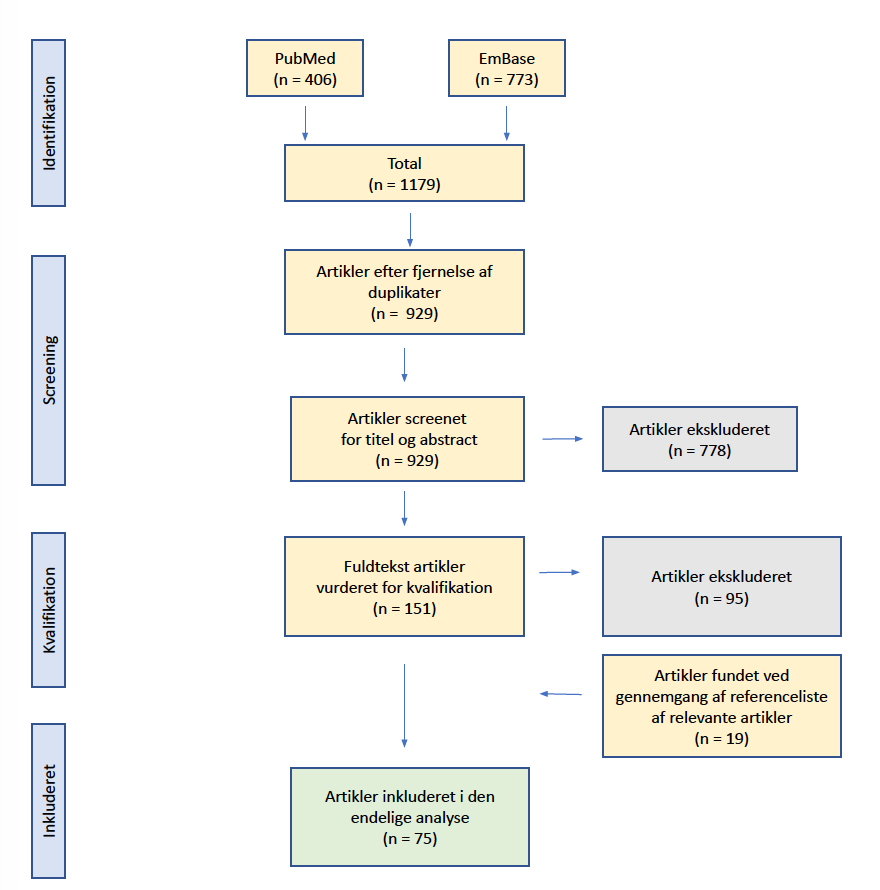 Identifikation
PubMed
(n = 406)
EmBase
(n = 773)
Total
(n = 1179)
Screening
Artikler efter fjernelse af
duplikater
(n =  929)
Artikler screenet
for titel og abstract
(n = 929)
Artikler ekskluderet
(n = 778)
Kvalifikation
Fuldtekst artikler
vurderet for kvalifikation
(n = 151)
Artikler ekskluderet
(n = 95)
Artikler fundet ved
gennemgang af referenceliste
af relevante artikler
(n = 19)
Inkluderet
Artikler inkluderet i den
endelige analyse
(n = 75)